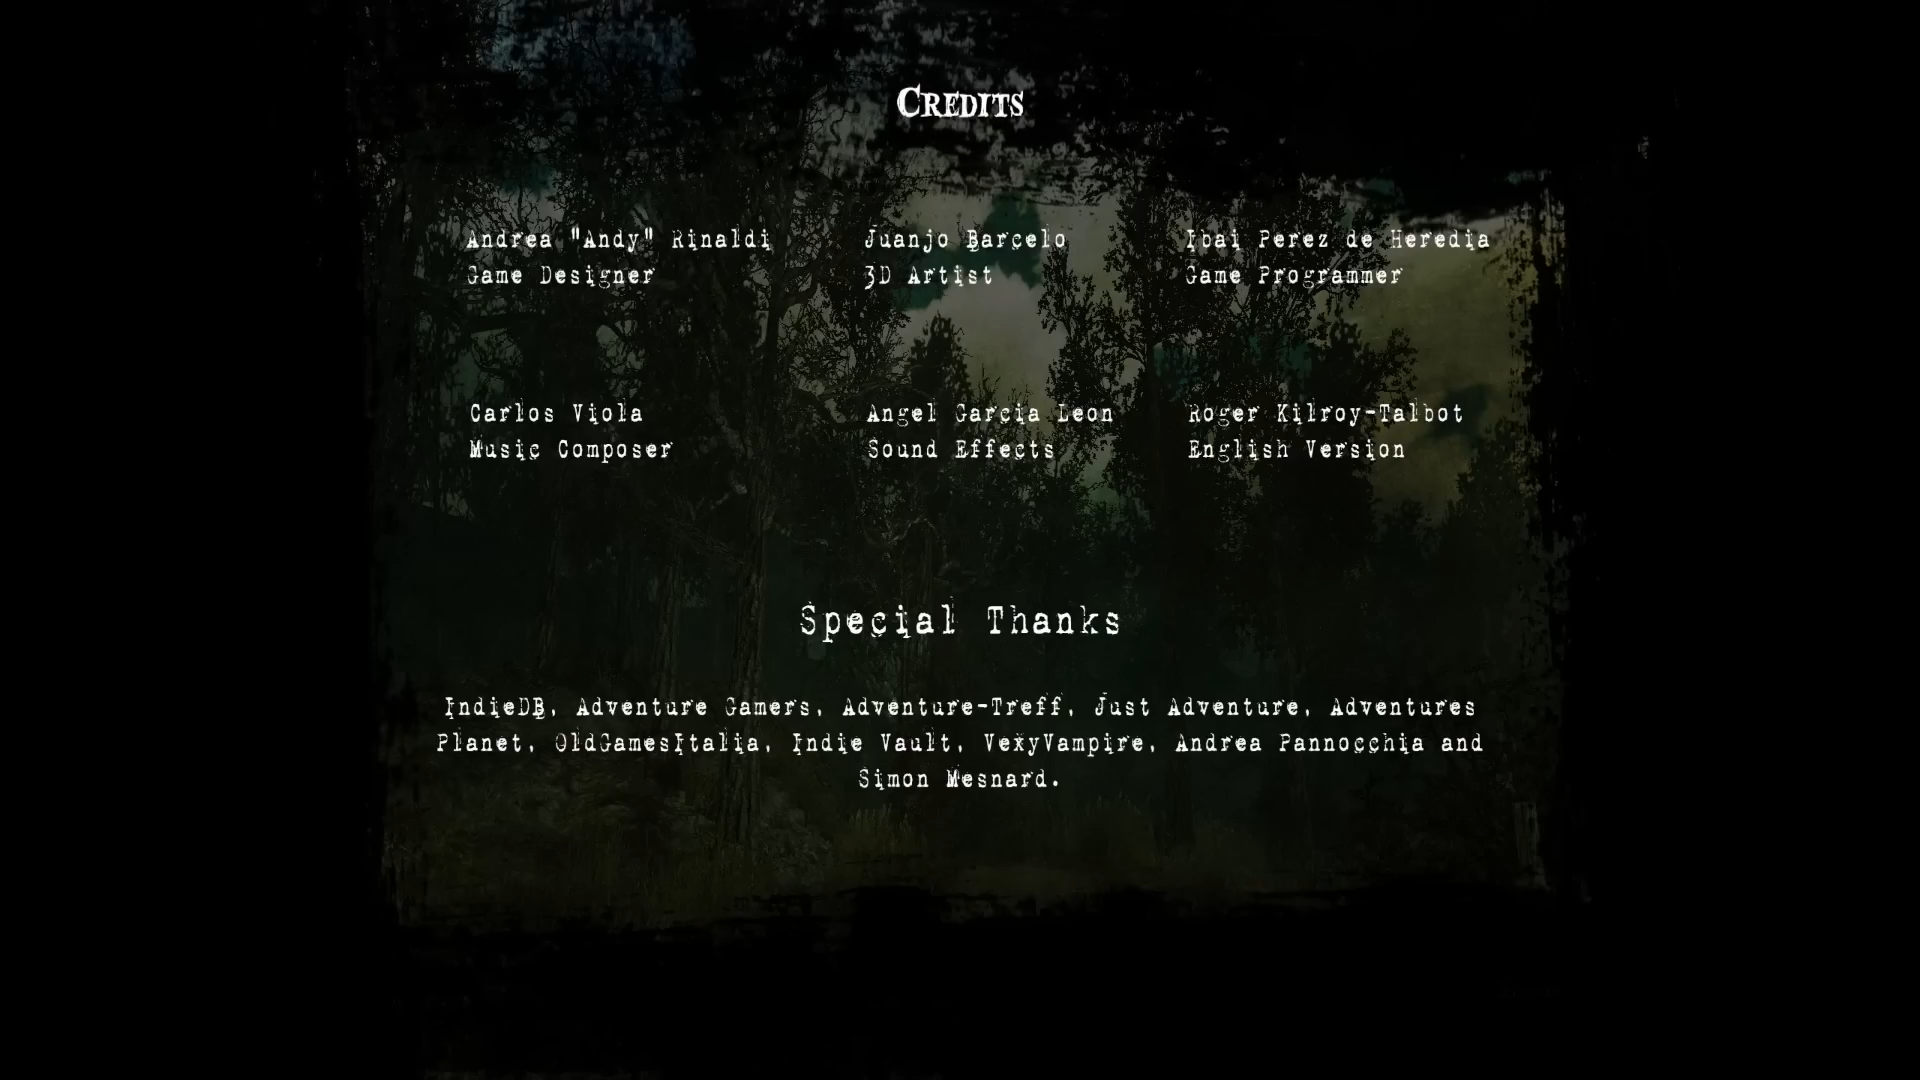 Credits
Andrea "Andy" Rinaldi
Game Designer
Juanjo Barcelo
3D Artist
Ibai Perez de Heredia
Game Programmer
Carlos Viola
Music Composer
Angel Garcia Leon
Sound Effects
Roger Kilroy-Talbot
English Version
Special Thanks
IndieDB, Adventure Gamers, Adventure-Treff, Just Adventure, Adventures
Planet, OldGamesItalia, Indie Vault, VexyVampire, Andrea Pannocchia and
Simon Mesnard.